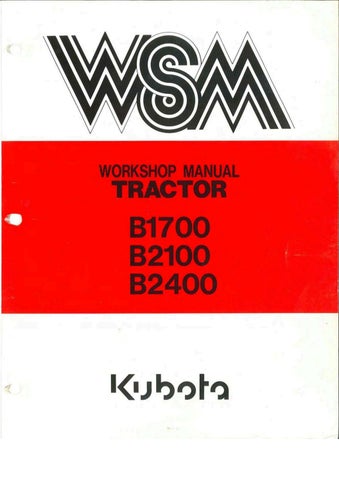 WSM
WORKSHOP MANUAL
TRACTOR
B1700
B2100
B2400
Kubota